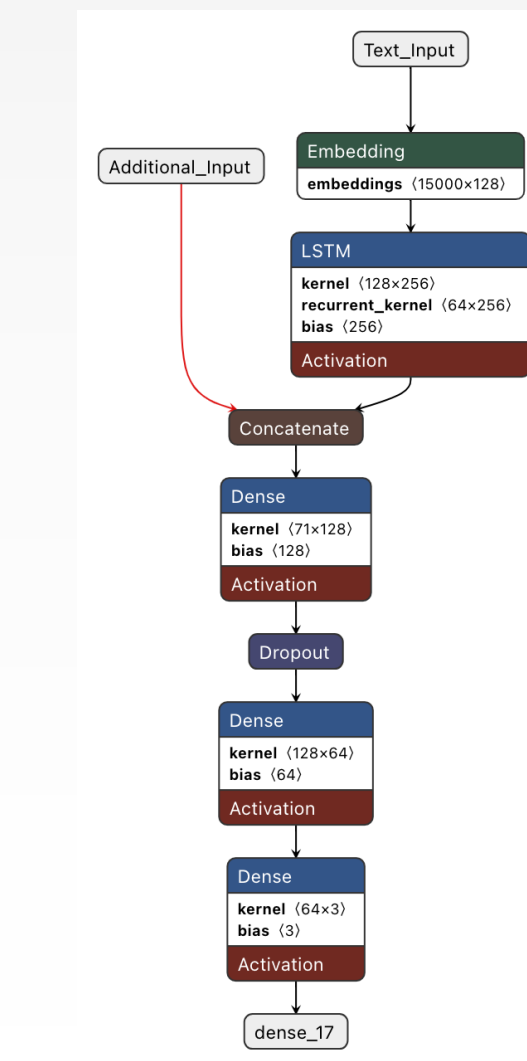 Text_Input
Additional_Input
Embedding
embeddings ⟨15000×128⟩
LSTM
kernel ⟨128×256⟩
recurrent_kernel ⟨64×256⟩
bias ⟨256⟩
Activation
Concatenate
Dense
kernel ⟨71×128⟩
bias ⟨128⟩
Activation
Dropout
Dense
kernel ⟨128×64⟩
bias ⟨64⟩
Activation
Dense
kernel ⟨64×3⟩
bias ⟨3⟩
Activation
dense_17